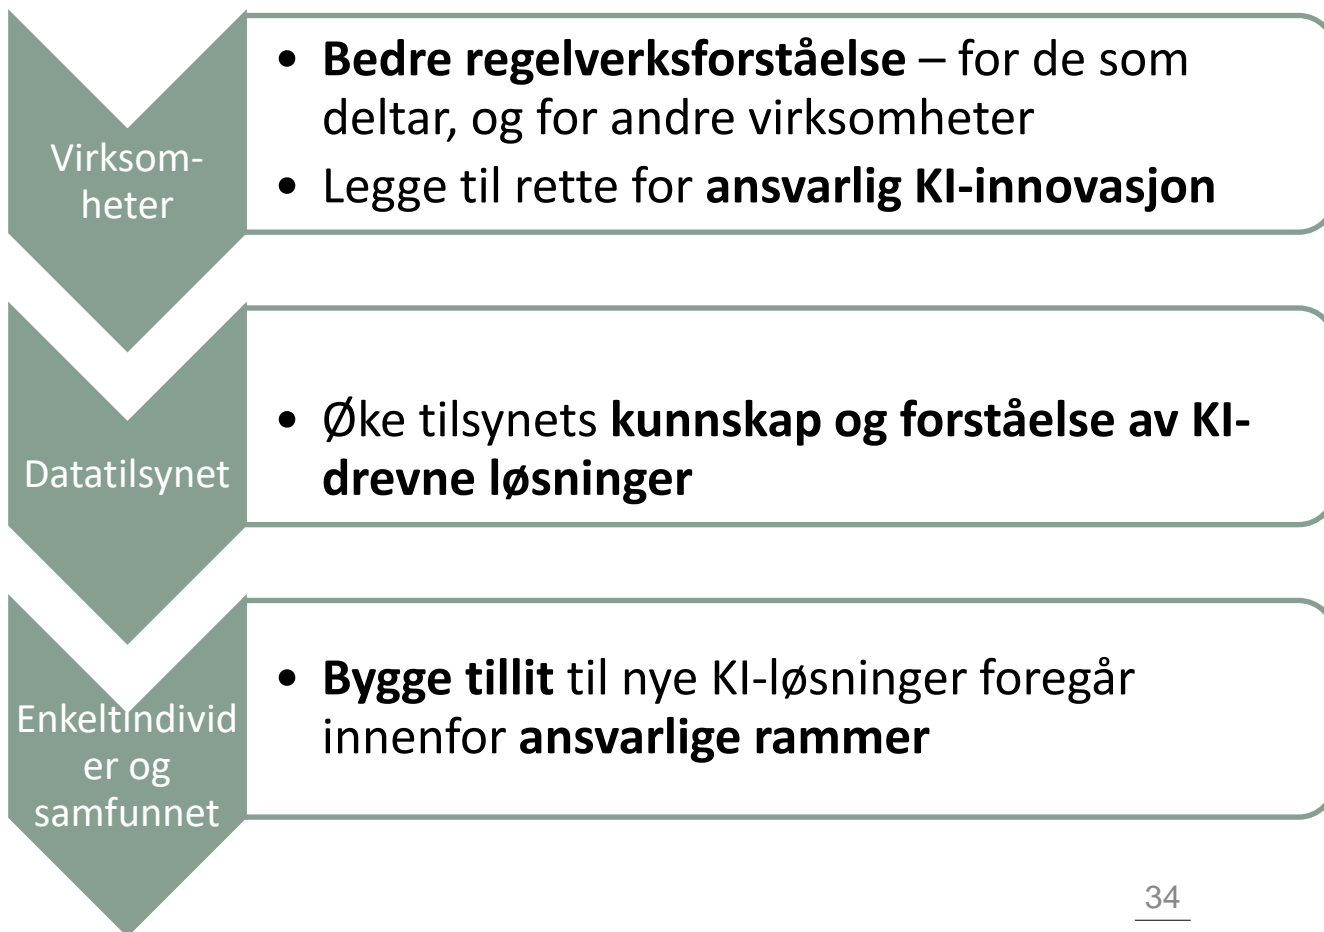 Virksom-
heter
• Bedre regelverksforståelse – for de som
deltar, og for andre virksomheter
• Legge til rette for ansvarlig KI-innovasjon
Datatilsynet
• Øke tilsynets kunnskap og forståelse av KI-
drevne løsninger
Enkeltindivid
er og
samfunnet
• Bygge tillit til nye KI-løsninger foregår
innenfor ansvarlige rammer
34